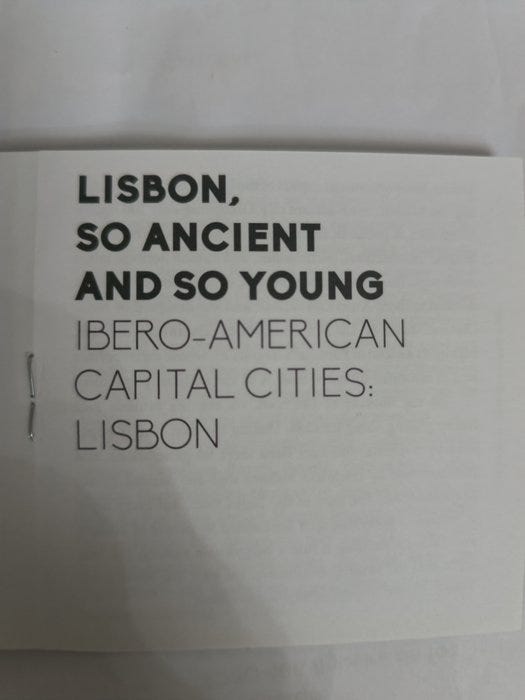 LISBON,
SO ANCIENT
AND SO YOUNG
IBERO-AMERICAN
CAPITAL CITIES:
LISBON